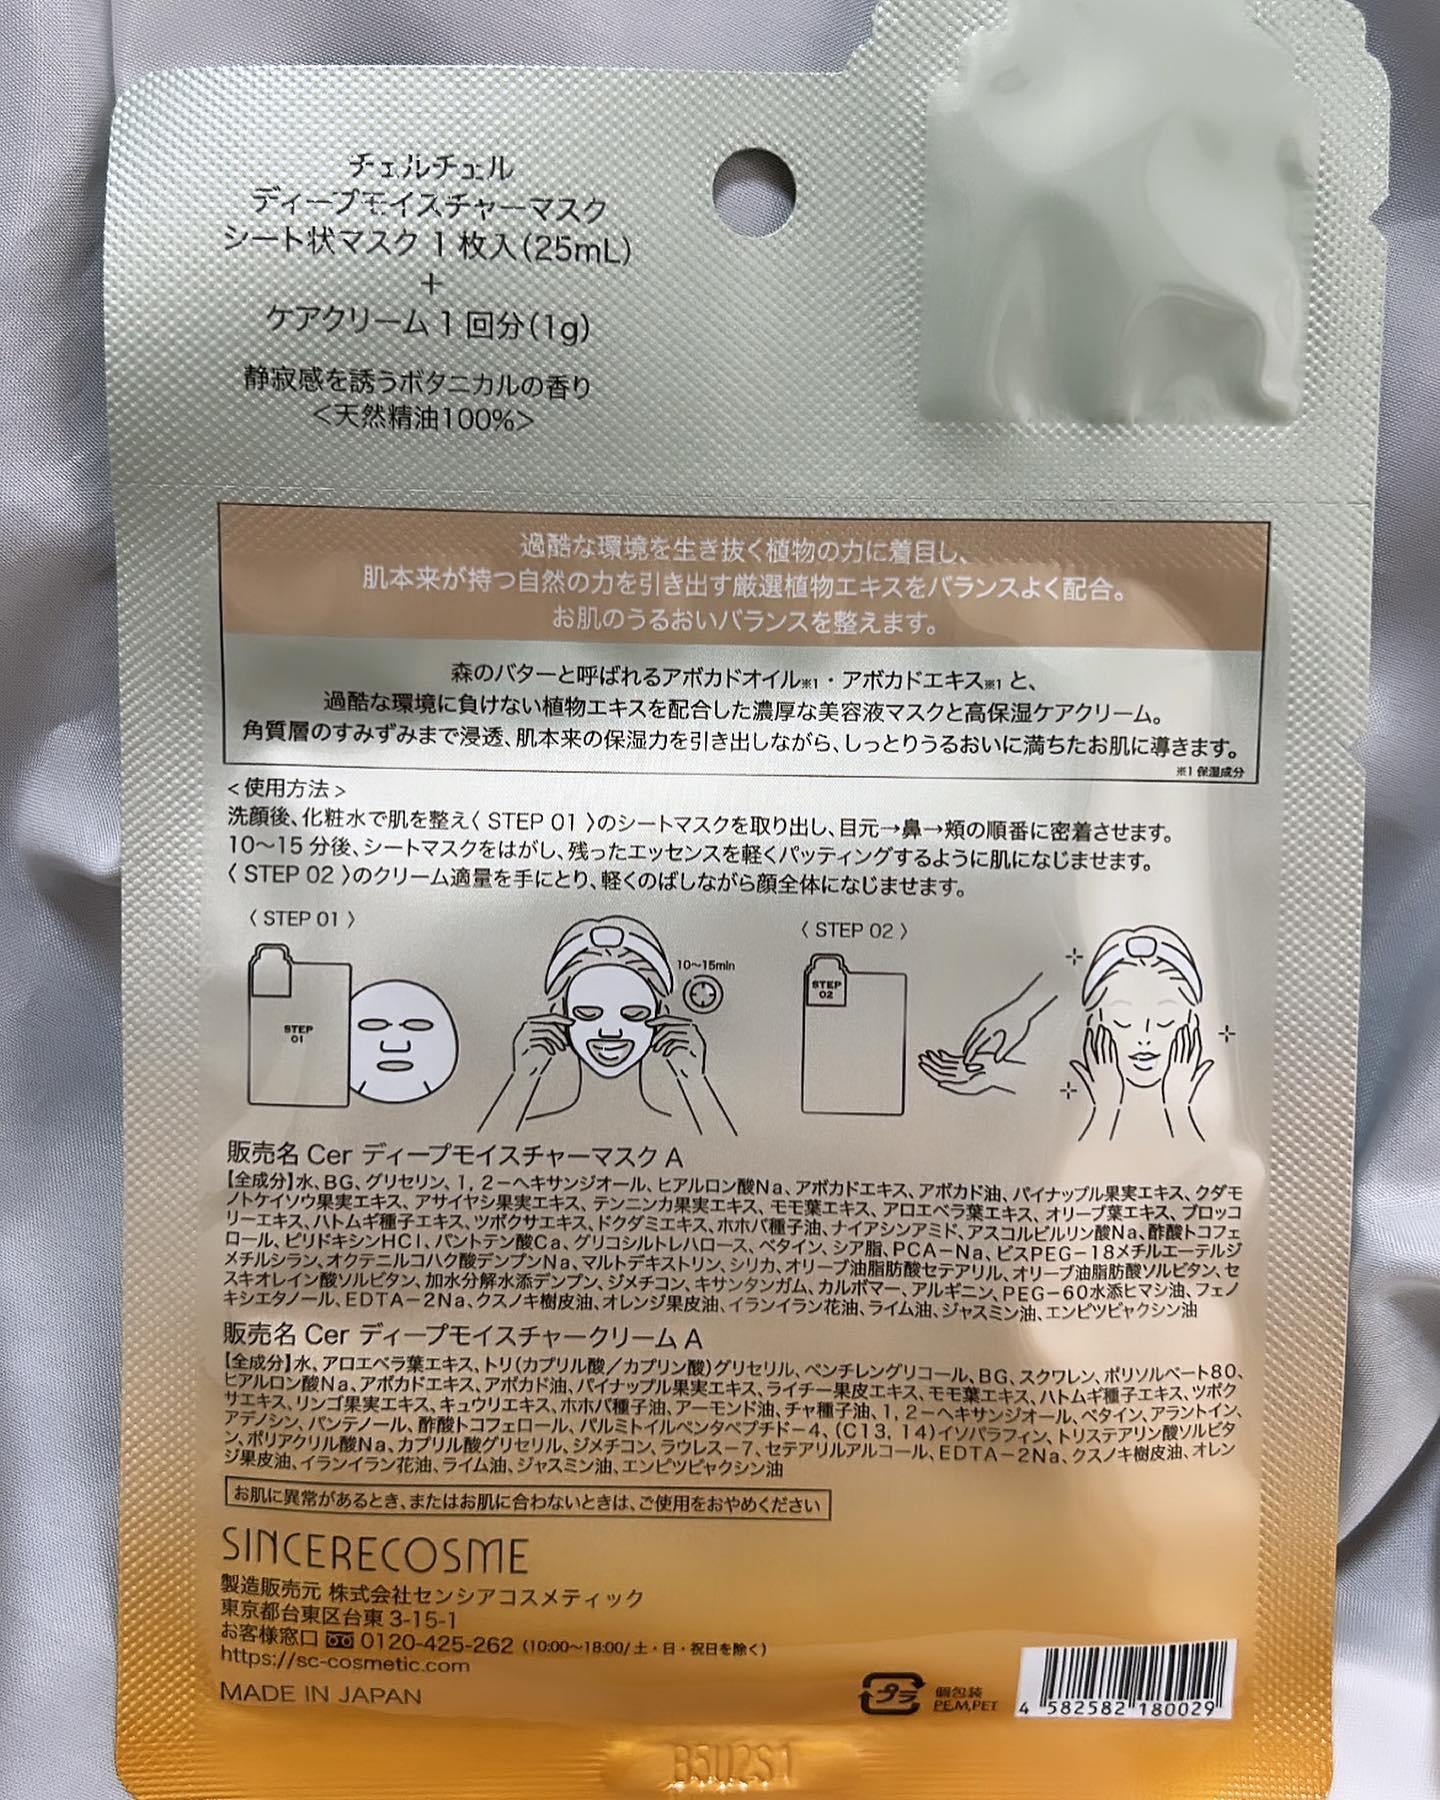 チェルチェル
ディープモイスチャーマスク
シート状マスク 1 枚入(25mL)
+
ケアクリーム 1 回分(1g)
静寂感を誘うボタニカルの香り
<天然精油100%>
過酷な環境を生き抜く植物の力に着目し、
肌本来が持つ自然の力を引き出す厳選植物エキスをバランスよく配合。
お肌のうるおいバランスを整えます。
森のバターと呼ばれるアボカドオイル※1・アボカドエキス※1 と、
過酷な環境に負けない植物エキスを配合した濃厚な美容液マスクと高保湿ケアクリーム。
角質層のすみずみまで浸透、肌本来の保湿力を引き出しながら、しっとりうるおいに満ちたお肌に導きます。
※1 保湿成分
<使用方法>
洗顔後、化粧水で肌を整え〈 STEP 01 〉のシートマスクを取り出し、目元→鼻→頬の順番に密着させます。
10〜15 分後、シートマスクをはがし、残ったエッセンスを軽くパッティングするように肌になじませます。
〈 STEP 02 〉のクリーム適量を手にとり、軽くのばしながら顔全体になじませます。
〈 STEP 01 〉
〈 STEP 02 〉
10〜15min
STEP
01
STEP
02
販売名 Cer ディープモイスチャーマスク A
【全成分】水、BG、グリセリン、1, 2－ヘキサンジオール、ヒアルロン酸Na、アボカドエキス、アボカド油、パイナップル果実エキス、クダモ
ノトケイソウ果実エキス、アサイヤシ果実エキス、テンニンカ果実エキス、モモ葉エキス、アロエベラ葉エキス、オリーブ葉エキス、ブロッコ
リーエキス、ハトムギ種子エキス、ツボクサエキス、ドクダミエキス、ホホバ種子油、ナイアシンアミド、アスコルビルリン酸Na、酢酸トコフェ
ロール、ピリドキシンHCl、パントテン酸Ca、グリコシルトレハロース、ベタイン、シア脂、PCA－Na、ビスPEG－18メチルエーテルジ
メチルシラン、オクテニルコハク酸デンプンNa、マルトデキストリン、シリカ、オリーブ油脂肪酸セテアリル、オリーブ油脂肪酸ソルビタン、セ
スキオレイン酸ソルビタン、加水分解水添デンプン、ジメチコン、キサンタンガム、カルボマー、アルギニン、PEG－60水添ヒマシ油、フェノ
キシエタノール、EDTA－2Na、クスノキ樹皮油、オレンジ果皮油、イランイラン花油、ライム油、ジャスミン油、エンピツビャクシン油
販売名 Cer ディープモイスチャークリーム A
【全成分】水、アロエベラ葉エキス、トリ(カプリル酸／カプリン酸)グリセリル、ペンチレングリコール、BG、スクワレン、ポリソルベート80、
ヒアルロン酸Na、アボカドエキス、アボカド油、パイナップル果実エキス、ライチー果皮エキス、モモ葉エキス、ハトムギ種子エキス、ツボク
サエキス、リンゴ果実エキス、キュウリエキス、ホホバ種子油、アーモンド油、チャ種子油、1, 2－ヘキサンジオール、ベタイン、アラントイン、
アデノシン、パンテノール、酢酸トコフェロール、パルミトイルペンタペプチド－4、(C13, 14)イソパラフィン、トリステアリン酸ソルビタ
ン、ポリアクリル酸Na、カプリル酸グリセリル、ジメチコン、ラウレス－7、セテアリルアルコール、EDTA－2Na、クスノキ樹皮油、オレン
ジ果皮油、イランイラン花油、ライム油、ジャスミン油、エンピツビャクシン油
お肌に異常があるとき、またはお肌に合わないときは、ご使用をおやめください
SINCERECOSME
製造販売元 株式会社センシアコスメティック
東京都台東区台東 3-15-1
お客様窓口 0120-425-262 (10:00〜18:00/ 土・日・祝日を除く)
https://sc-cosmetic.com
MADE IN JAPAN
プラ
個包装
PE,M,PET
4 582582 180029
B502S1